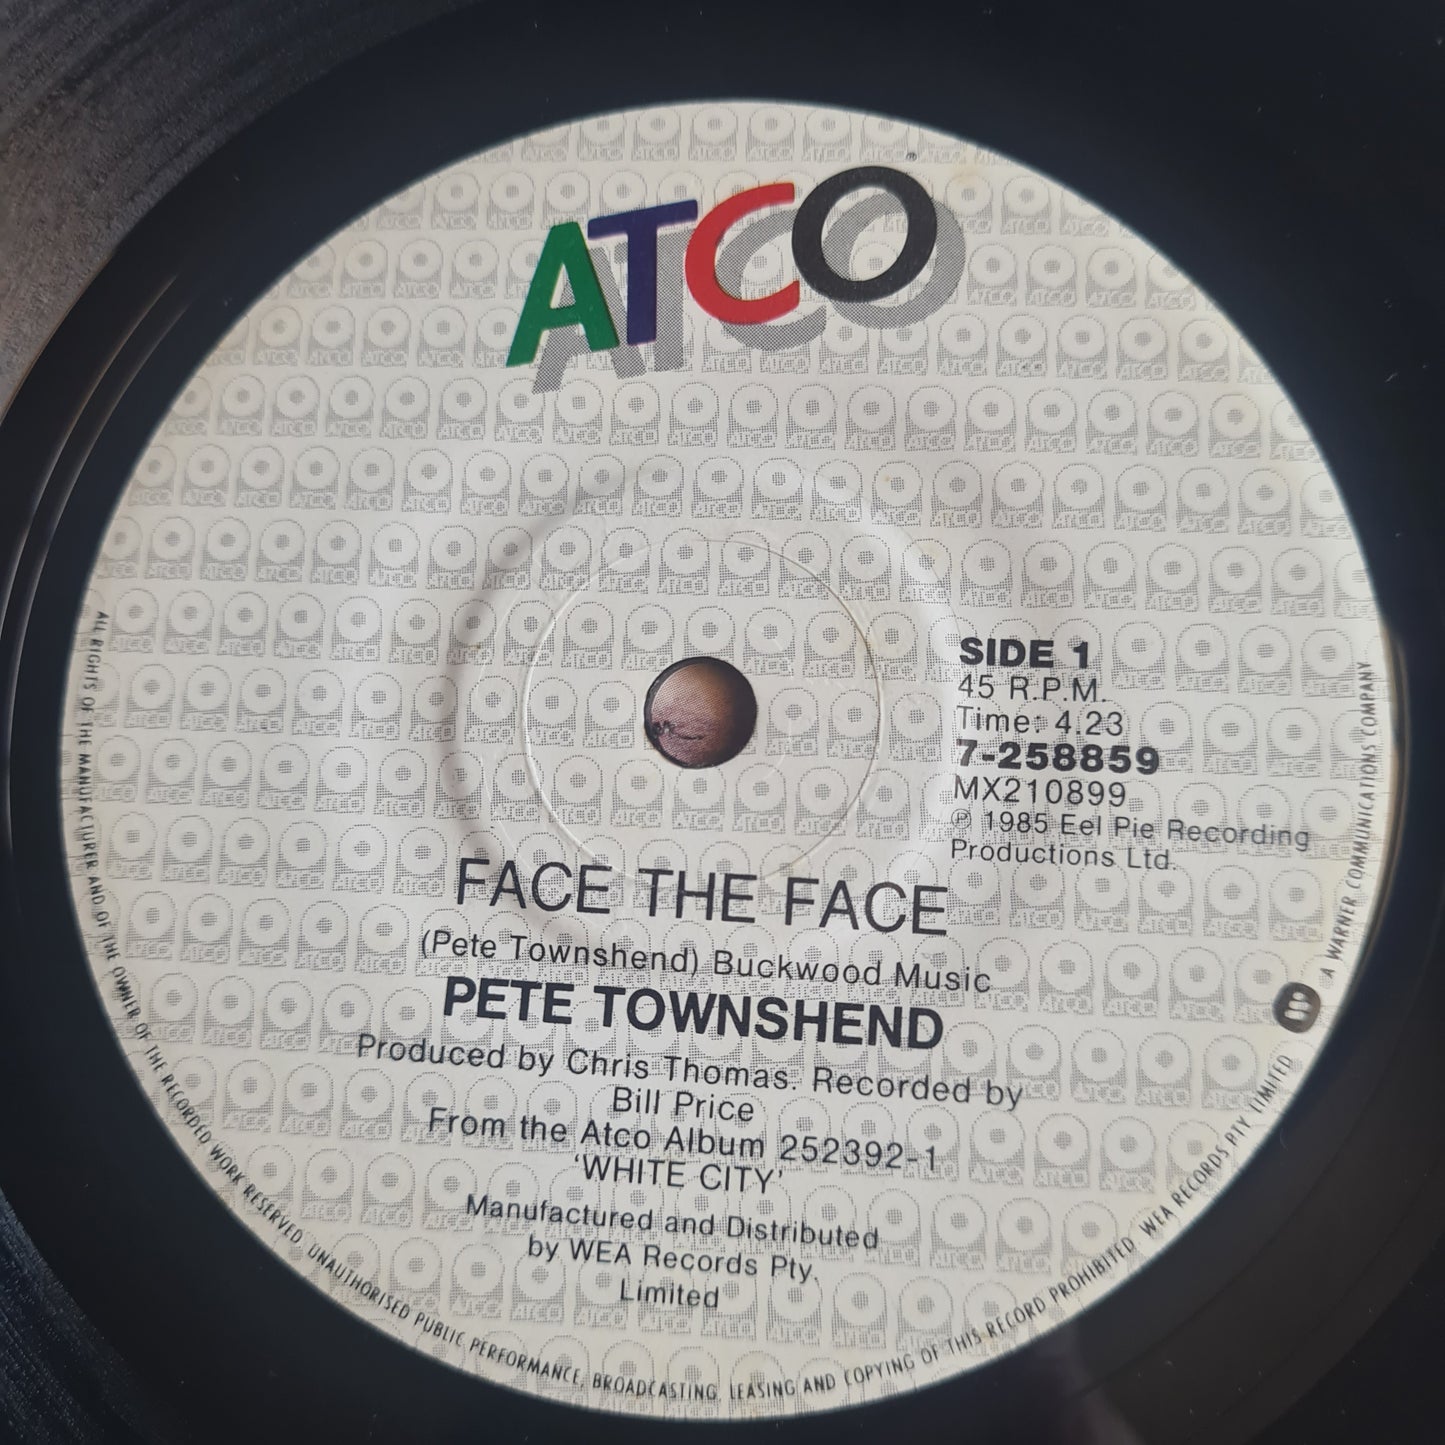 ATCO
SIDE 1
45 R.P.M.
Time: 4.23
7-258859
MX210899
℗ 1985 Eel Pie Recording
Productions Ltd.
FACE THE FACE
(Pete Townshend) Buckwood Music
PETE TOWNSHEND
Produced by Chris Thomas. Recorded by
Bill Price
From the Atco Album 252392-1
'WHITE CITY'
Manufactured and Distributed
by WEA Records Pty.
Limited
ALL RIGHTS OF THE MANUFACTURER AND OF THE OWNER OF THE RECORDED WORK RESERVED. UNAUTHORISED PUBLIC PERFORMANCE, BROADCASTING, LEASING AND COPYING OF THIS RECORD PROHIBITED. WEA RECORDS PTY. LIMITED
A WARNER COMMUNICATIONS COMPANY